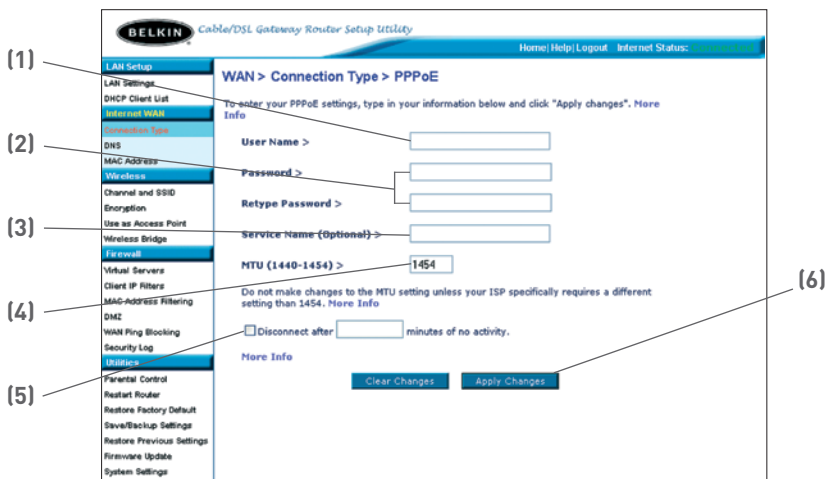 BELKIN Cable/DSL Gateway Router Setup Utility
Home|Help|Logout Internet Status:
LAN Setup
LAN Settings
DHCP Client List
Internet WAN
Connection Type
DNS
MAC Address
Wireless
Channel and SSID
Encryption
Use as Access Point
Wireless Bridge
Firewall
Virtual Servers
Client IP Filters
MAC Address Filtering
DMZ
WAN Ping Blocking
Security Log
Utilities
Parental Control
Restart Router
Restore Factory Default
Save/Backup Settings
Restore Previous Settings
Firmware Update
System Settings
WAN > Connection Type > PPPoE
To enter your PPPoE settings, type in your information below and click "Apply changes". More
Info
User Name >
Password >
Retype Password >
Service Name (Optional) >
MTU (1440-1454) > 1454
Do not make changes to the MTU setting unless your ISP specifically requires a different
setting than 1454. More Info
Disconnect after minutes of no activity.
More Info
Clear Changes Apply Changes
(1)
(2)
(3)
(4)
(5)
(6)